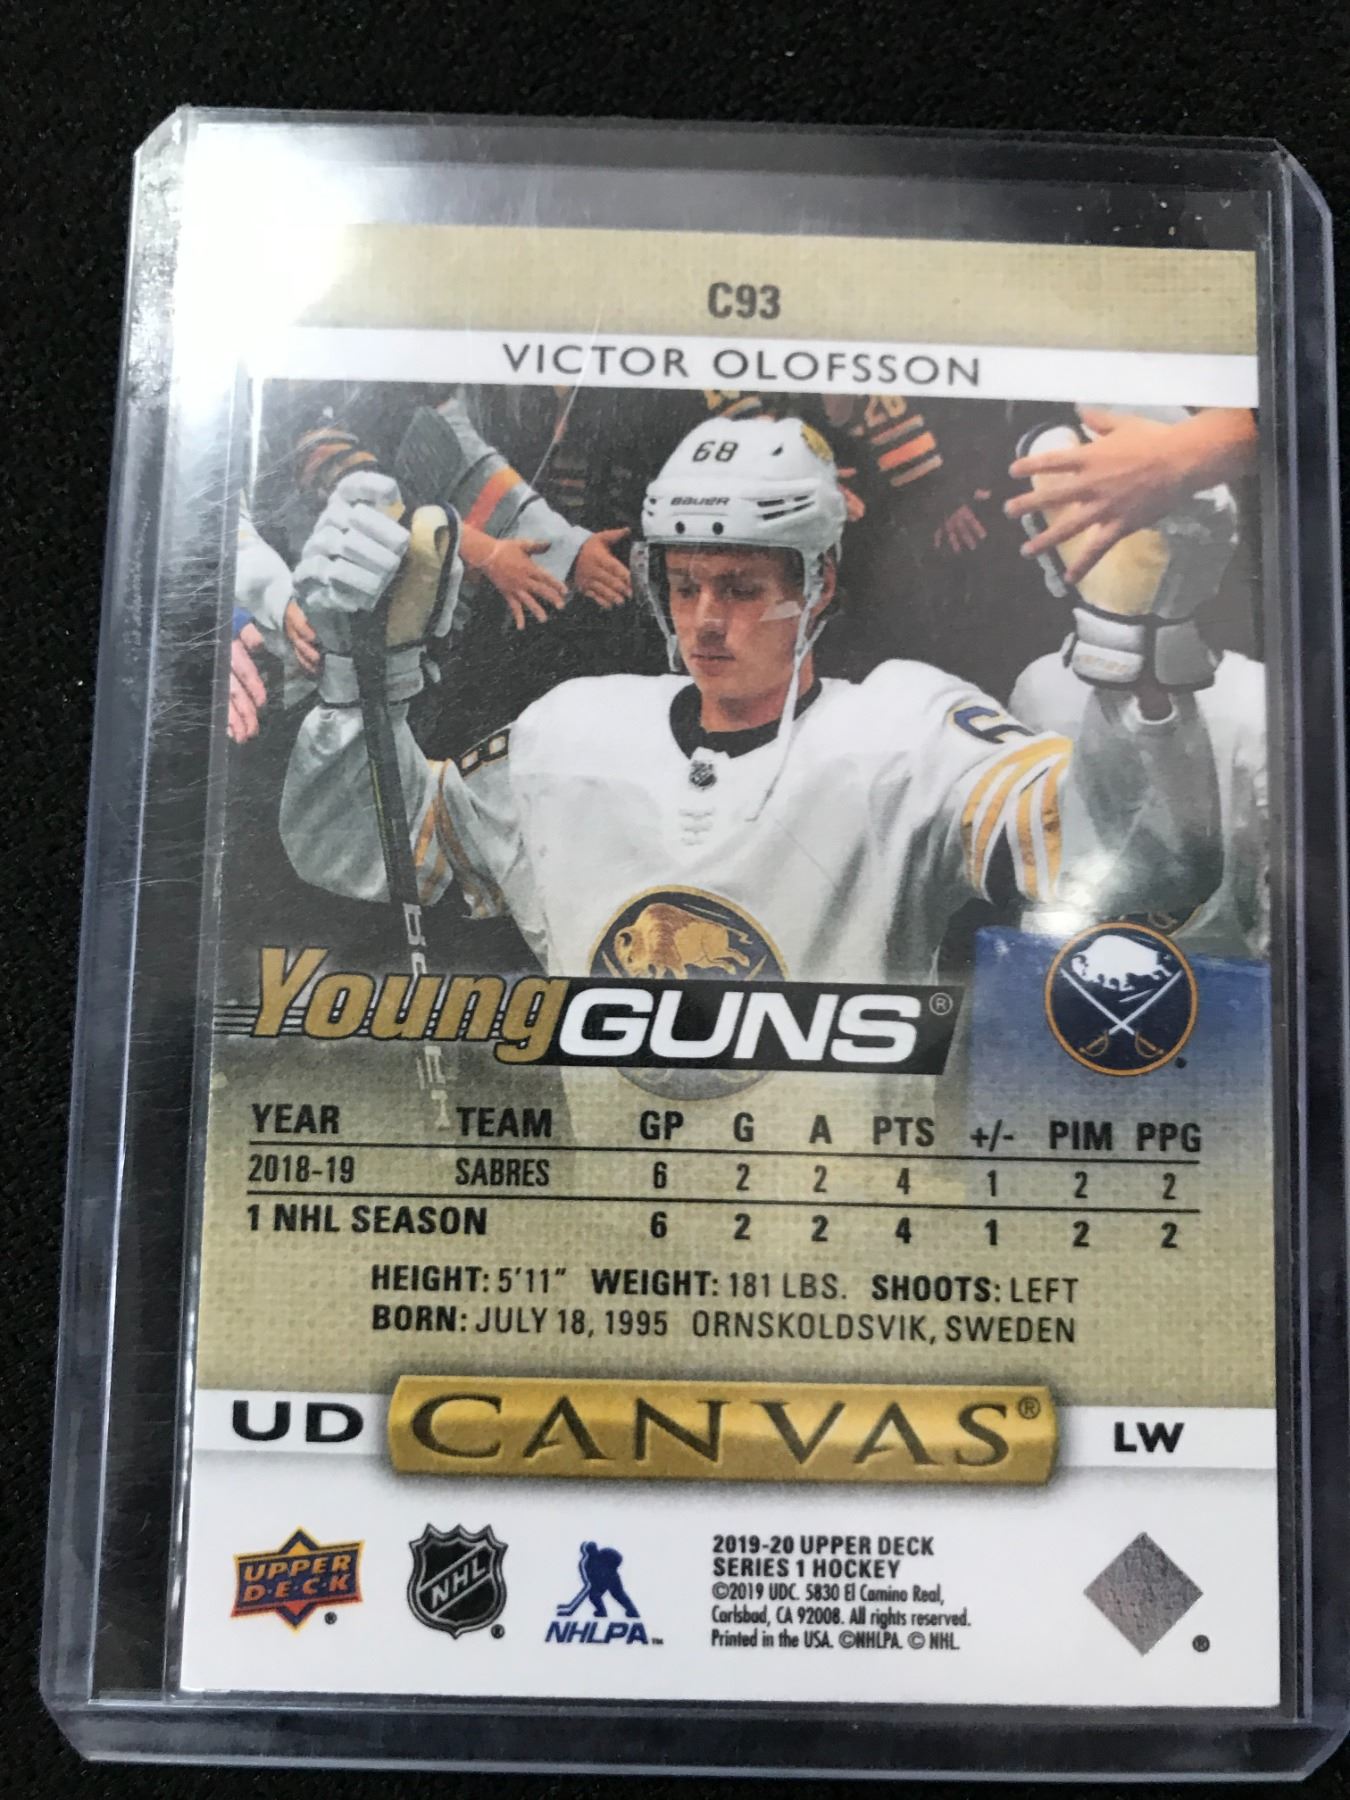 C93
VICTOR OLOFSSON
68
BAUER
Young GUNS®
YEAR TEAM GP G A PTS +/- PIM PPG
2018-19 SABRES 6 2 2 4 1 2 2
1 NHL SEASON 6 2 2 4 1 2 2
HEIGHT: 5'11" WEIGHT: 181 LBS. SHOOTS: LEFT
BORN: JULY 18, 1995 ORNSKOLDSVIK, SWEDEN
UD CANVAS® LW
UPPER
D·E·C·K
®
NHL
®
NHLPA™
2019-20 UPPER DECK
SERIES 1 HOCKEY
©2019 UDC. 5830 El Camino Real,
Carlsbad, CA 92008. All rights reserved.
Printed in the USA. ©NHLPA. © NHL.
®